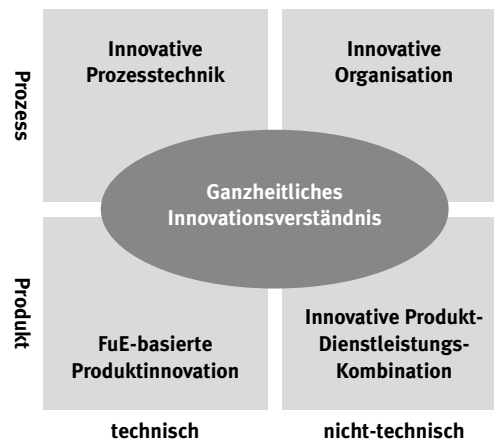 Innovative
Prozesstechnik
Innovative
Organisation
Prozess
Ganzheitliches
Innovationsverständnis
Produkt
FuE-basierte
Produktinnovation
Innovative Produkt-
Dienstleistungs-
Kombination
technisch
nicht-technisch